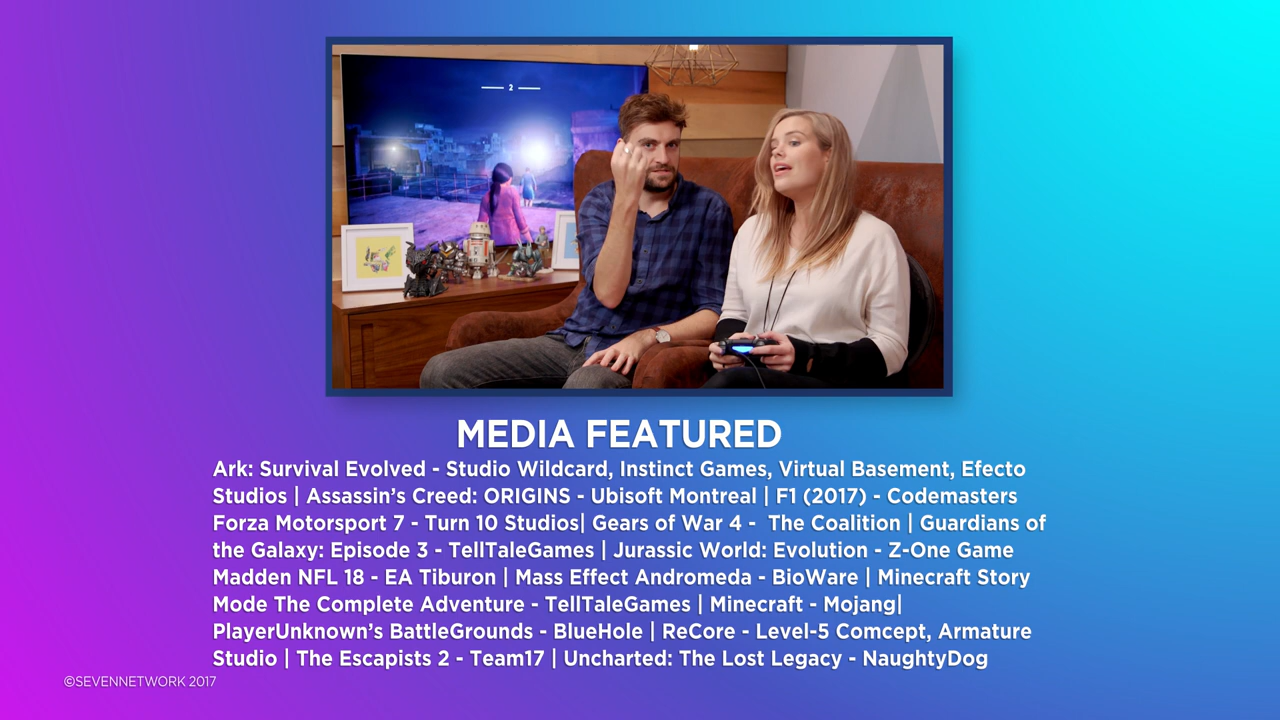 2
MEDIA FEATURED
Ark: Survival Evolved - Studio Wildcard, Instinct Games, Virtual Basement, Efecto
Studios | Assassin’s Creed: ORIGINS - Ubisoft Montreal | F1 (2017) - Codemasters
Forza Motorsport 7 - Turn 10 Studios| Gears of War 4 -  The Coalition | Guardians of
the Galaxy: Episode 3 - TellTaleGames | Jurassic World: Evolution - Z-One Game
Madden NFL 18 - EA Tiburon | Mass Effect Andromeda - BioWare | Minecraft Story
Mode The Complete Adventure - TellTaleGames | Minecraft - Mojang|
PlayerUnknown’s BattleGrounds - BlueHole | ReCore - Level-5 Comcept, Armature
Studio | The Escapists 2 - Team17 | Uncharted: The Lost Legacy - NaughtyDog
©SEVENNETWORK 2017